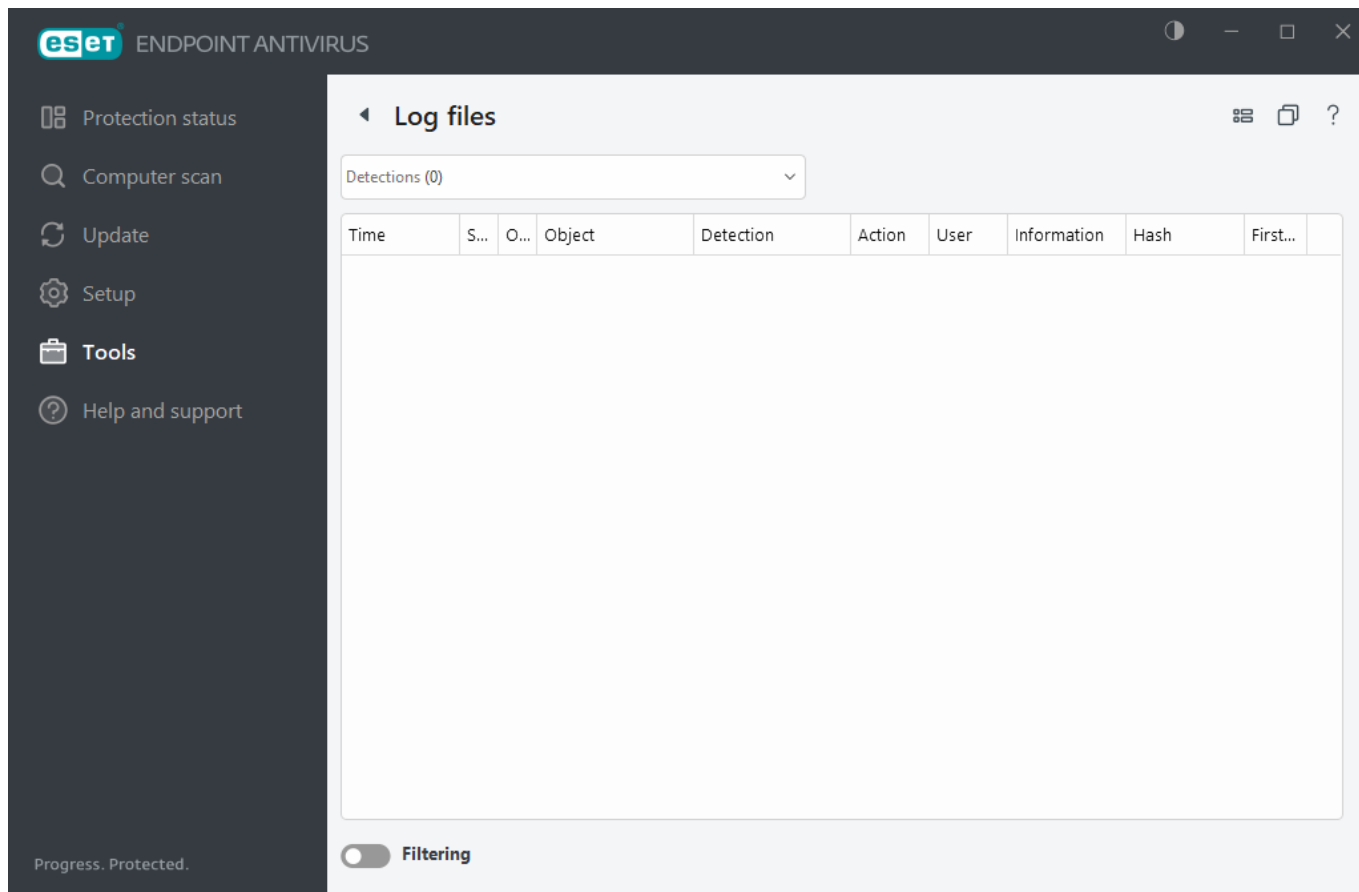 eset ENDPOINT ANTIVIRUS
Protection status
Computer scan
Update
Setup
Tools
Help and support
Progress. Protected.
Log files
?
Detections (0)
Time S... O... Object Detection Action User Information Hash First...
Filtering